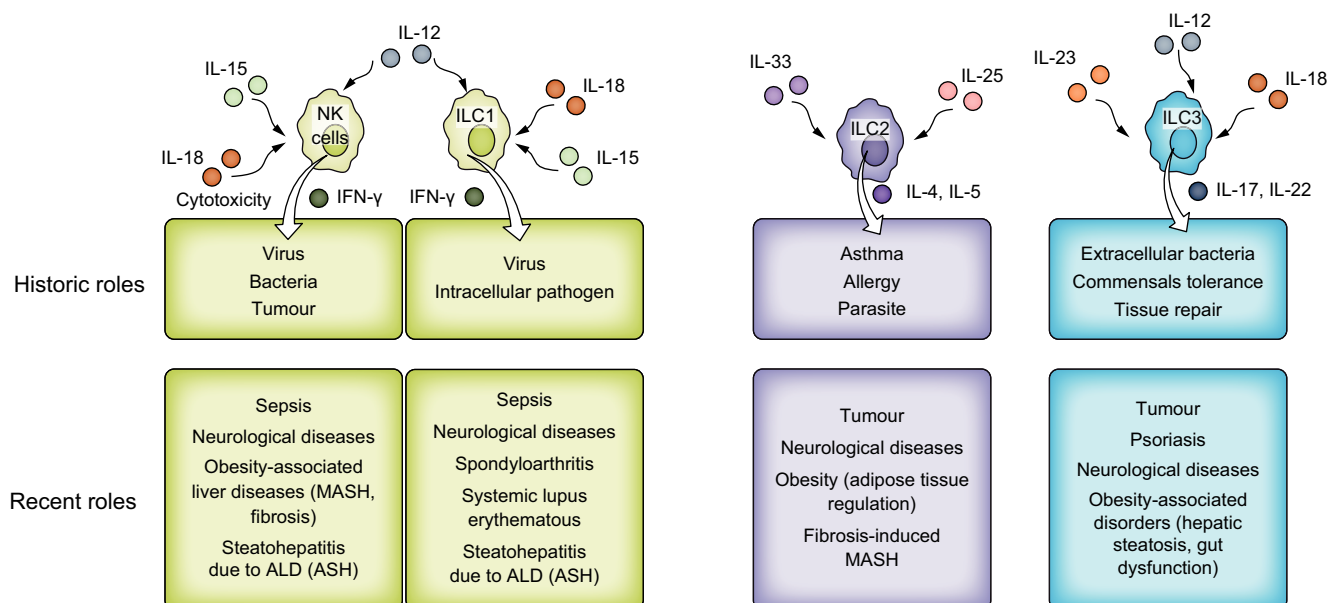 IL-12
IL-15
IL-18
NK
cells
ILC1
IL-18
IL-15
Cytotoxicity
IFN-γ
IFN-γ
IL-33
IL-25
ILC2
IL-4, IL-5
IL-12
IL-23
IL-18
ILC3
IL-17, IL-22
Historic roles
Virus
Bacteria
Tumour
Virus
Intracellular pathogen
Asthma
Allergy
Parasite
Extracellular bacteria
Commensals tolerance
Tissue repair
Recent roles
Sepsis
Neurological diseases
Obesity-associated
liver diseases (MASH,
fibrosis)
Steatohepatitis
due to ALD (ASH)
Sepsis
Neurological diseases
Spondyloarthritis
Systemic lupus
erythematous
Steatohepatitis
due to ALD (ASH)
Tumour
Neurological diseases
Obesity (adipose tissue
regulation)
Fibrosis-induced
MASH
Tumour
Psoriasis
Neurological diseases
Obesity-associated
disorders (hepatic
steatosis, gut
dysfunction)